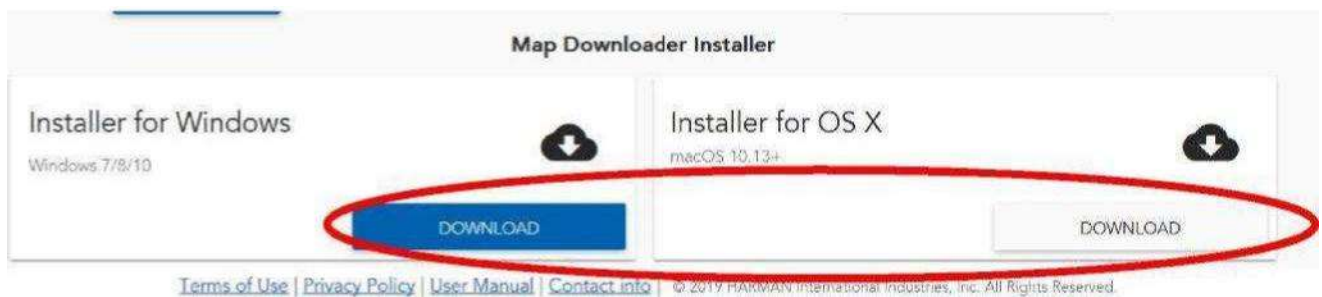 Map Downloader Installer
Installer for Windows
Windows 7/8/10
DOWNLOAD
Installer for OS X
macOS 10.13+
DOWNLOAD
Terms of Use | Privacy Policy | User Manual | Contact info | © 2019 HARMAN International Industries, Inc. All Rights Reserved.